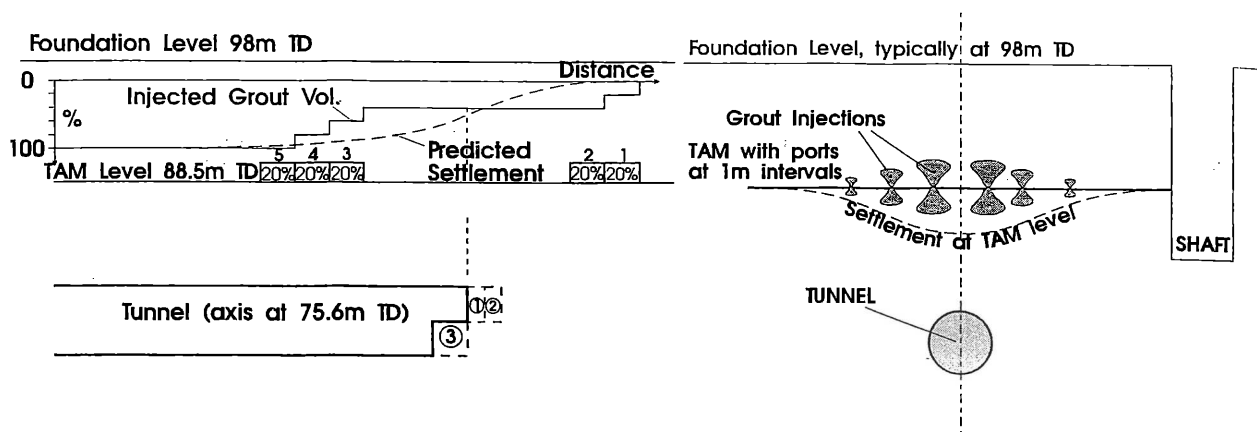 Foundation Level 98m TD
0
Distance
Injected Grout Vol.
%
100
Predicted
Settlement
5 4 3 2 1
TAM Level 88.5m TD 20% 20% 20% 20% 20%
Tunnel (axis at 75.6m TD)
① ②
③
Foundation Level, typically at 98m TD
Grout Injections
TAM with ports
at 1m intervals
Settlement at TAM level
SHAFT
TUNNEL